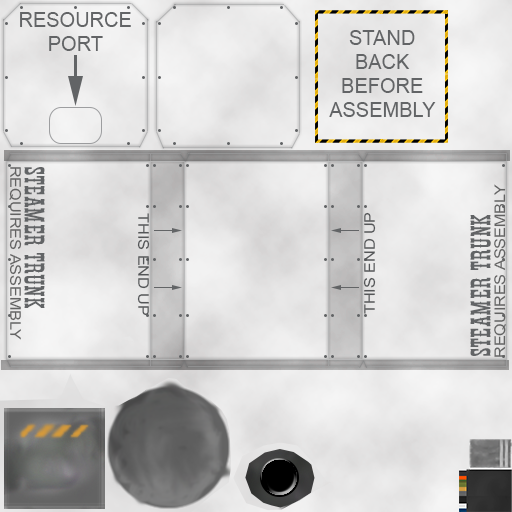 RESOURCE
PORT
STAND
BACK
BEFORE
ASSEMBLY
STEAMER TRUNK
REQUIRES ASSEMBLY
THIS END UP
THIS END UP
STEAMER TRUNK
REQUIRES ASSEMBLY